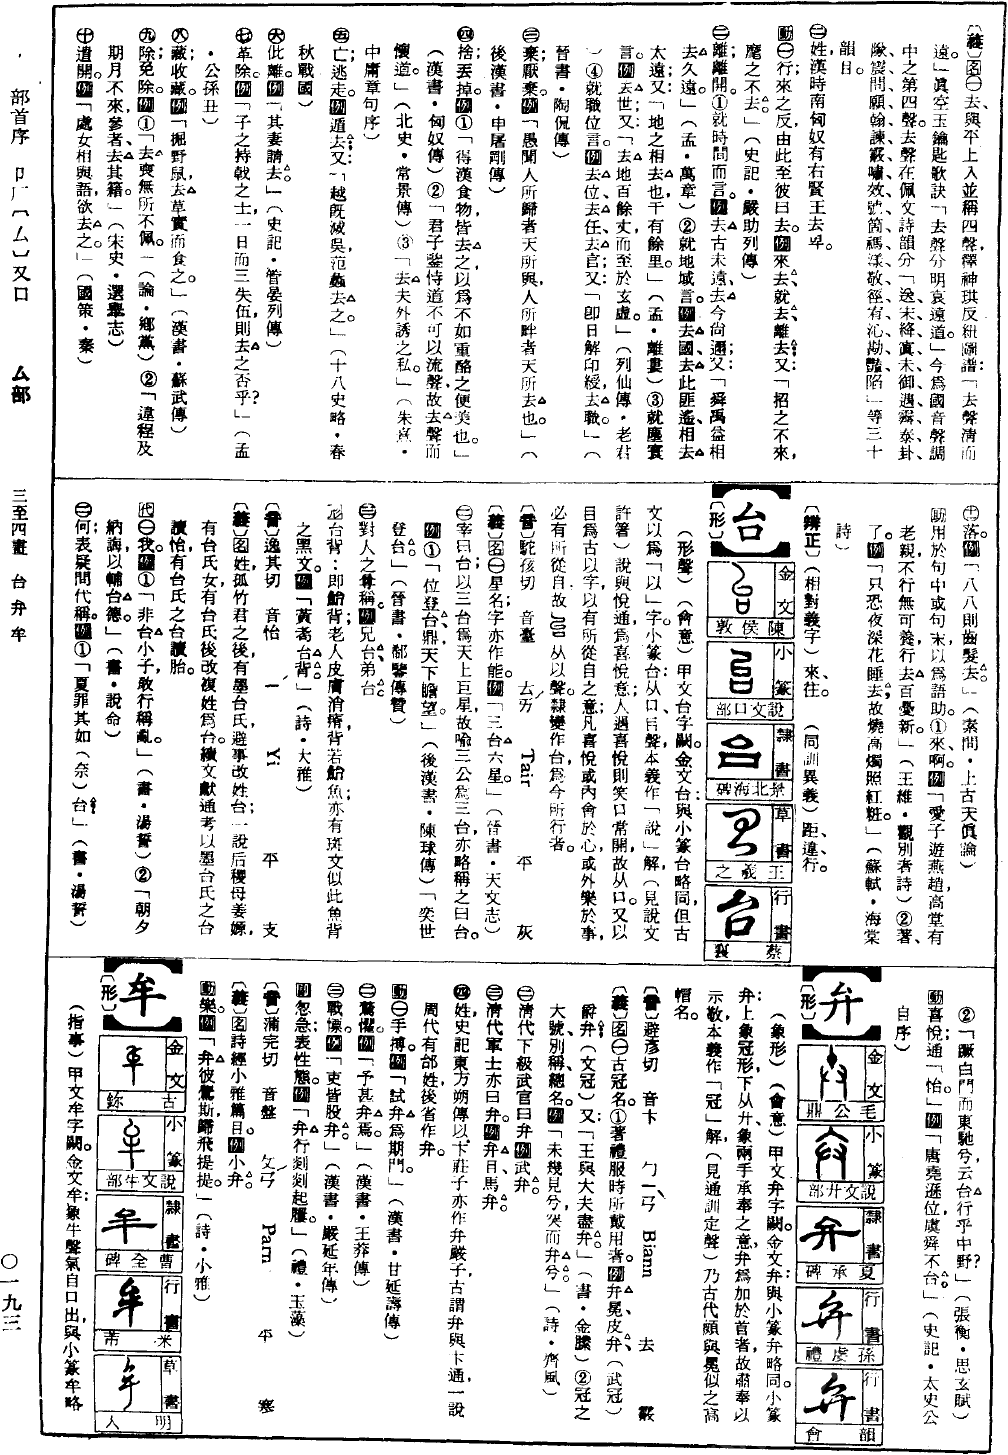 〔義〕名㊀去與平上入並稱四聲釋神珙反紐圖譜：「去聲清而
遠。」眞空玉鑰匙歌訣「去聲分明哀遠道」今爲國音聲調
中之第四聲。去聲在佩文詩韻分「送、宋、絳、寘、未、御、遇、霽、泰、卦、
隊、震、問、願、翰、諫、霰、嘯、效、號、箇、禡、漾、敬、徑、宥、沁、勘、豔、陷」等三十
韻目。
㊁姓漢時南匈奴有右賢王去卑。
動㊀行來之反，由此至彼曰去。例來去、就去、離去；又：「招之不來，
麾之不去。」（史記・嚴助列傳）
㊁離離開。①就時間而言。例去古未遠、去今尙邇；又「舜禹益相
去久遠」（孟・萬章）②就地域言。例去國、去此匪遙、相去
太遠；又「地之相去也千有餘里。」（孟・離婁）③就塵寰
言。例去世；又「去地百餘丈而至於玄虛。」（列仙傳・老君
）④就職位言。例去位、去任、去官；又：「卽日解印綬去職。」（
晉書・陶侃傳）
㊂棄厭棄。例「愚聞人所歸者天所與，人所畔者天所去也。」（
後漢書・申屠剛傳）
㊃捨丟掉。例①「得漢食物皆去之以爲不如重酪之便美也。」
（漢書・匈奴傳）②「君子鑒恃道不可以流聲，故去聲而
懷道。」（北史・常景傳）③「去夫外誘之私。」（朱熹・
中庸章句序）
㊄亡逃走。例遁去；又「越旣滅吳，范蠡去之。」（十八史略・春
秋戰國）
㊅仳離。例「其妻請去。」（史記・管晏列傳）
㊆革除。例「子之持戟之士一日而三失伍，則去之否乎？」（孟
・公孫丑）
㊇藏收藏。例「掘野鼠去草實而食之。」（漢書・蘇武傳）
㊈除免除。例①「去喪無所不佩。」（論・鄉黨）②「違程及
期月不來參者，去其籍。」（宋史・選舉志）
㊉遣開。例「處女相與語，欲去之。」（國策・秦）
⑪落。例「八八則齒髮去。」（素問・上古天眞論）
助用於句中或句末以爲語助。①來、啊。例「愛子遊燕趙，高堂有
老親，不行無可養，行去百憂新。」（王維・觀別者詩）②著、
了。例「只恐夜深花睡去，故燒高燭照紅粧。」（蘇軾・海棠
詩）
〔辨正〕（相對義字）來、住。　（同訓異義）距、違、行。
台
〔形〕
金文　陳侯敦
小篆　說文口部
隷書　景北海碑
草書　王羲之
行書　蔡襄
（形聲）（會意）甲文台字闕。金文台與小篆台略同，但古
文以爲「以」字。小篆台：从口㠯聲，本義作「說」解（見說文
許箸）說與悅通，爲喜悅意；人遇喜悅則笑口常開，故从口。又以
㠯爲古以字，以有所從自之意，凡喜悅或內會於心或外樂於事，
必有所從自，故从以聲。隷變作台，爲今所行者。
〔音〕駝孩切　音臺　ㄊㄞˊ　Tair　平　灰
〔義〕名㊀星名，字亦作能。例「三台六星。」（晉書・天文志）
㊁宰曰台，以三台爲天上巨星，故喻三公爲三台，亦略稱之曰台。
例①「位登台鼎，天下瞻望。」（後漢書・陳球傳）「奕世
登台。」（晉書・郗鑒傳贊）
㊂對人之尊稱。例兄台、弟台。
彪台背：卽鮐背，老人皮膚消瘠，背若鮐魚；亦有斑文似此魚背
之黑文。例「黃耇台背。」（詩・大雅）
〔音〕逸其切　音怡　ㄧˊ　Yi　平　支
〔義〕名姓孤竹君之後有墨台氏，避事改姓台；一說后稷母姜嫄，
有台氏女，有台氏後改複姓爲台。續文獻通考以墨台氏之台
讀怡；有台氏之台讀胎。
代㊀我。例①「非台小子敢行稱亂。」（書・湯誓）②「朝夕
納誨以輔台德。」（書・說命）
㊁何表疑問代稱。例①「夏罪其如（奈）台」（書・湯誓）
②「蹶白門而東馳兮，云台行乎中野？」（張衡・思玄賦）
動喜悅；通「怡」。例「唐堯遜位，虞舜不台。」（史記・太史公
自序）
弁
〔形〕
金文　毛公鼎
小篆　說文廾部
隷書　夏承碑
行書　孫虔禮
行書　韻會
（象形）（會意）甲文弁字闕。金文弁與小篆弁略同。小篆
弁：上象冠形，下从廾，象兩手承奉之意；弁爲加於首者，故肅奉以
示敬，本義作「冠」解（見通訓定聲）乃古代頗與冕似之高
帽名。
〔音〕避彥切　音卞　ㄅㄧㄢˋ　Biann　去　霰
〔義〕名㊀古冠名。①著禮服時所戴用者。例弁冕、皮弁（武冠）
爵弁（文冠）又：「王與大夫盡弁。」（書・金縢）②冠之
大號、別稱、總名。例「未幾見兮，突而弁兮。」（詩・齊風）
㊁淸代下級武官曰弁。例武弁。
㊂淸代軍士亦曰弁。例弁目、馬弁。
㊃姓史記東方朔傳以卞莊子亦作弁嚴子，古謂弁與卞通，一說
周代有郱姓後省作弁。
動㊀手搏。例「試弁爲期門。」（漢書・甘延壽傳）
㊁驚懼。例「予甚弁焉。」（漢書・王莽傳）
㊂戰慄。例「吏皆股弁。」（漢書・嚴延年傳）
副忽急表性態。例「弁行剡剡起屨。」（禮・玉藻）
〔音〕蒲完切　音盤　ㄆㄢˊ　Parn　平　寒
〔義〕名詩經小雅篇目。例小弁。
動樂。例「弁彼鸒斯，歸飛提提。」（詩・小雅）
牟
〔形〕
金文　古鉨
小篆　說文牛部
隷書　曹全碑
行書　米芾
草書　明人
（指事）甲文牟字闕。金文牟：象牛聲氣自口出，與小篆牟略
部首序　卩厂〔厶〕又口　厶部　三至四畫　台弁牟　〇一九三